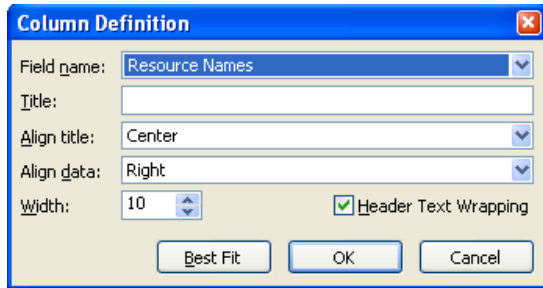 Column Definition
Field name: Resource Names
Title:
Align title: Center
Align data: Right
Width: 10 Header Text Wrapping
Best Fit OK Cancel